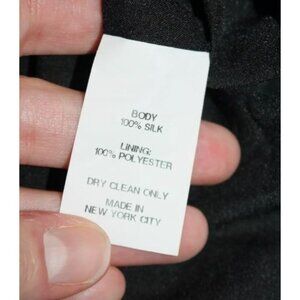 BODY
100% SILK
LINING:
100% POLYESTER
DRY CLEAN ONLY
MADE IN
NEW YORK CITY